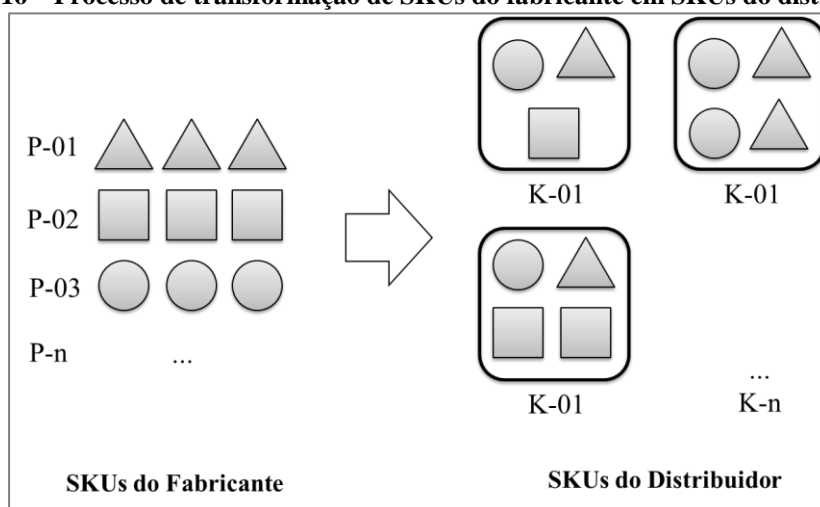 16 – Processo de transformação de SKUs do fabricante em SKUs do
P-01
P-02
P-03
P-n ...
K-01 K-01
K-01
...
K-n
SKUs do Fabricante SKUs do Distribuidor